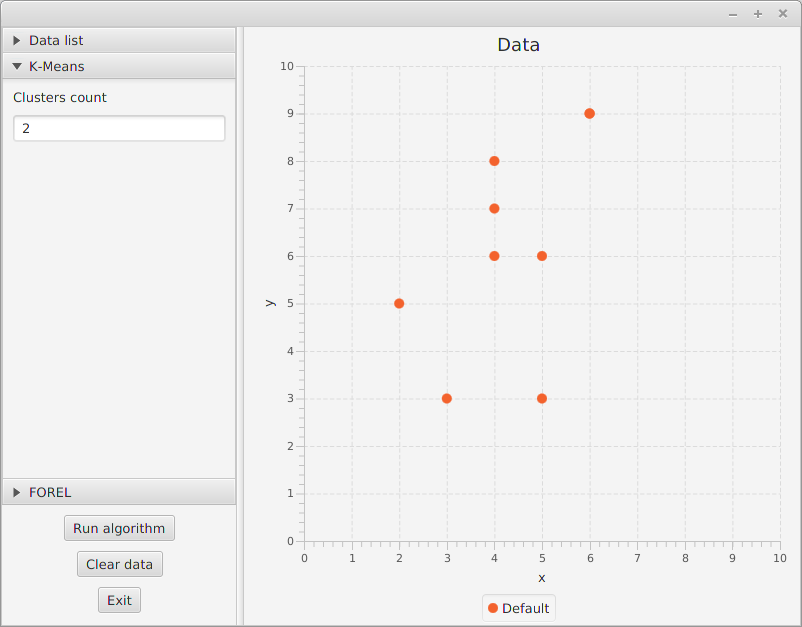 Data list
K-Means
Clusters count
2
FOREL
Run algorithm
Clear data
Exit
Data
10
9
8
7
6
5
4
3
2
1
0
y
0 1 2 3 4 5 6 7 8 9 10
x
Default